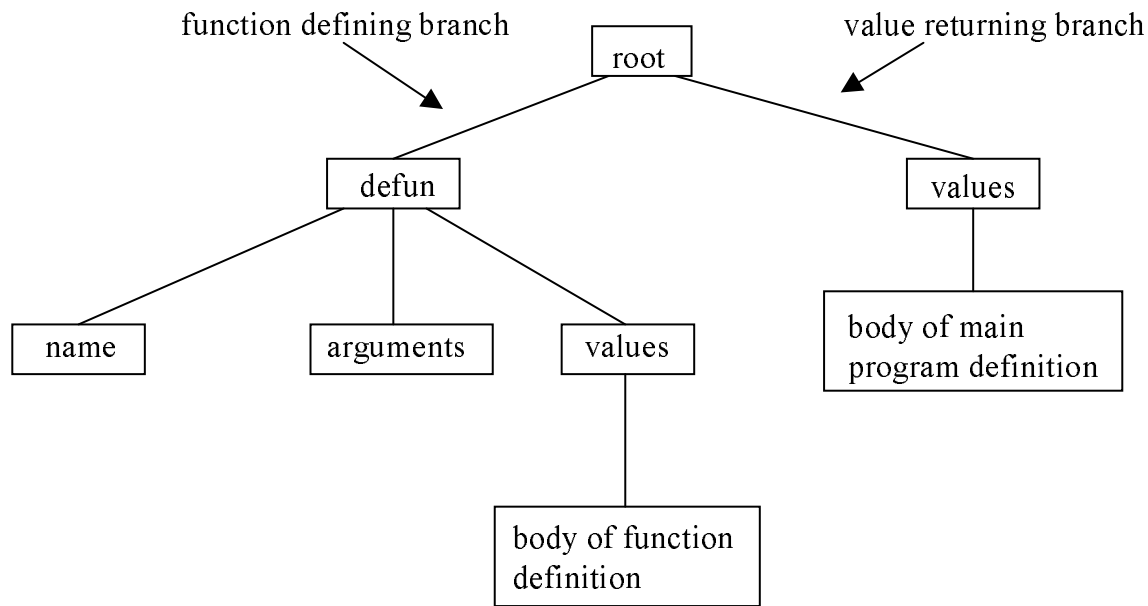 function defining branch
value returning branch
root
defun
values
name
arguments
values
body of main
program definition
body of function
definition